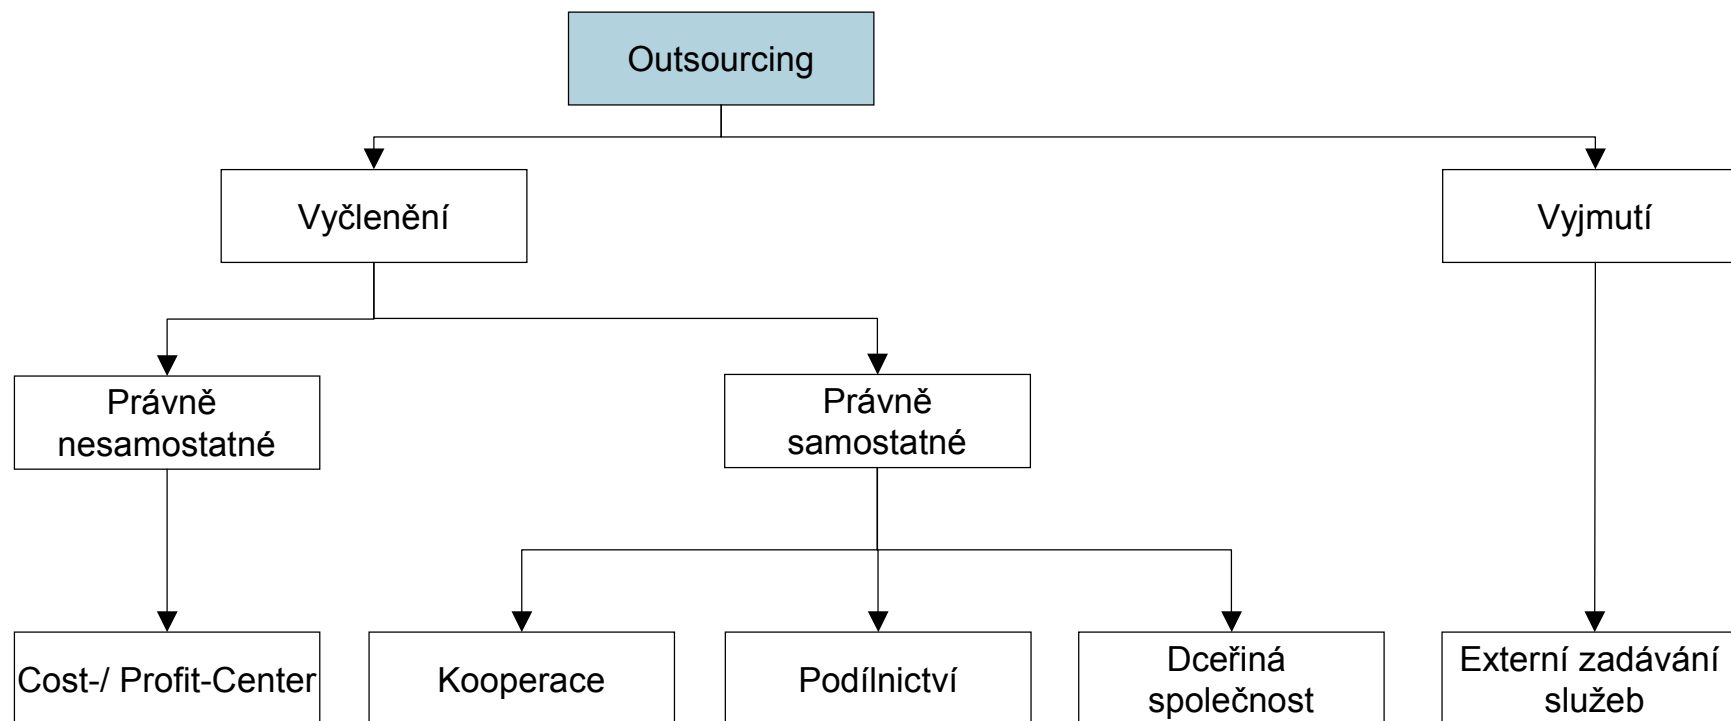 Outsourcing
Vyčlenění
Vyjmutí
Právně
nesamostatné
Právně
samostatné
Cost-/ Profit-Center
Kooperace
Podílnictví
Dceřiná
společnost
Externí zadávání
služeb